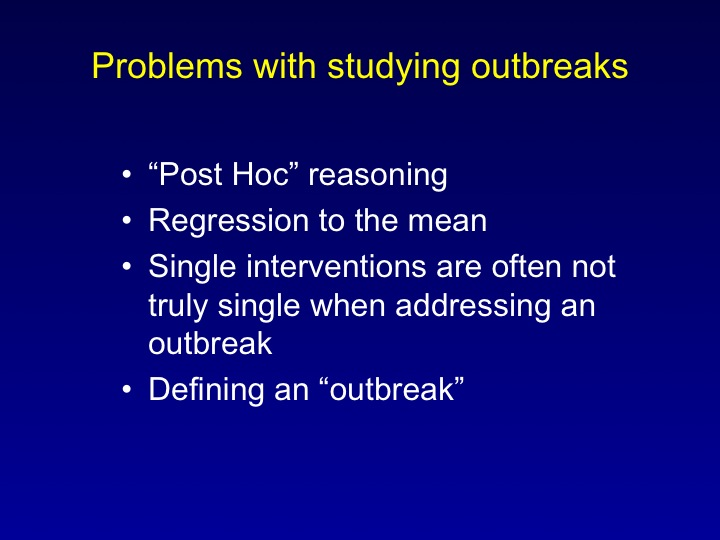 Problems with studying outbreaks
• “Post Hoc” reasoning
• Regression to the mean
• Single interventions are often not
truly single when addressing an
outbreak
• Defining an “outbreak”